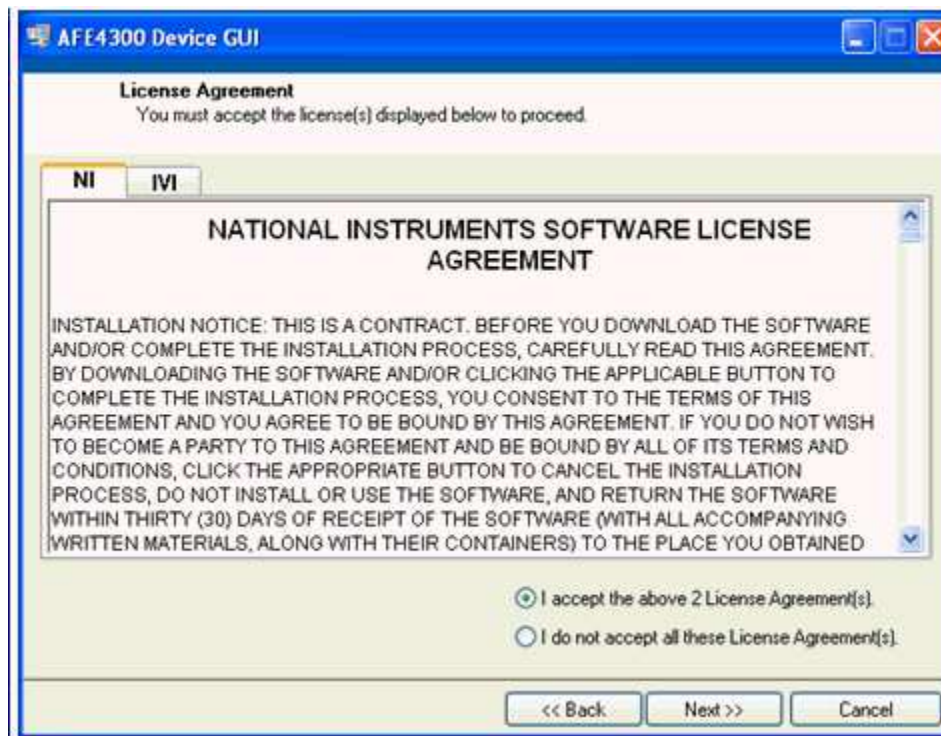 AFE4300 Device GUI
License Agreement
You must accept the license(s) displayed below to proceed.
NI
IVI
NATIONAL INSTRUMENTS SOFTWARE LICENSE
AGREEMENT
INSTALLATION NOTICE: THIS IS A CONTRACT. BEFORE YOU DOWNLOAD THE SOFTWARE
AND/OR COMPLETE THE INSTALLATION PROCESS, CAREFULLY READ THIS AGREEMENT.
BY DOWNLOADING THE SOFTWARE AND/OR CLICKING THE APPLICABLE BUTTON TO
COMPLETE THE INSTALLATION PROCESS, YOU CONSENT TO THE TERMS OF THIS
AGREEMENT AND YOU AGREE TO BE BOUND BY THIS AGREEMENT. IF YOU DO NOT WISH
TO BECOME A PARTY TO THIS AGREEMENT AND BE BOUND BY ALL OF ITS TERMS AND
CONDITIONS, CLICK THE APPROPRIATE BUTTON TO CANCEL THE INSTALLATION
PROCESS, DO NOT INSTALL OR USE THE SOFTWARE, AND RETURN THE SOFTWARE
WITHIN THIRTY (30) DAYS OF RECEIPT OF THE SOFTWARE (WITH ALL ACCOMPANYING
WRITTEN MATERIALS, ALONG WITH THEIR CONTAINERS) TO THE PLACE YOU OBTAINED
I accept the above 2 License Agreement(s).
I do not accept all these License Agreement(s).
<< Back
Next >>
Cancel